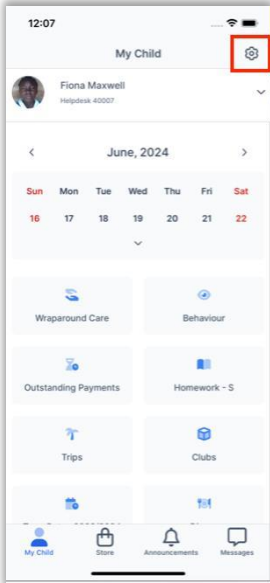 12:07
My Child
Fiona Maxwell
Helpdesk 40007
June, 2024
Sun Mon Tue Wed Thu Fri Sat
16 17 18 19 20 21 22
Wraparound Care
Behaviour
Outstanding Payments
Homework - S
Trips
Clubs
My Child
Store
Announcements
Messages